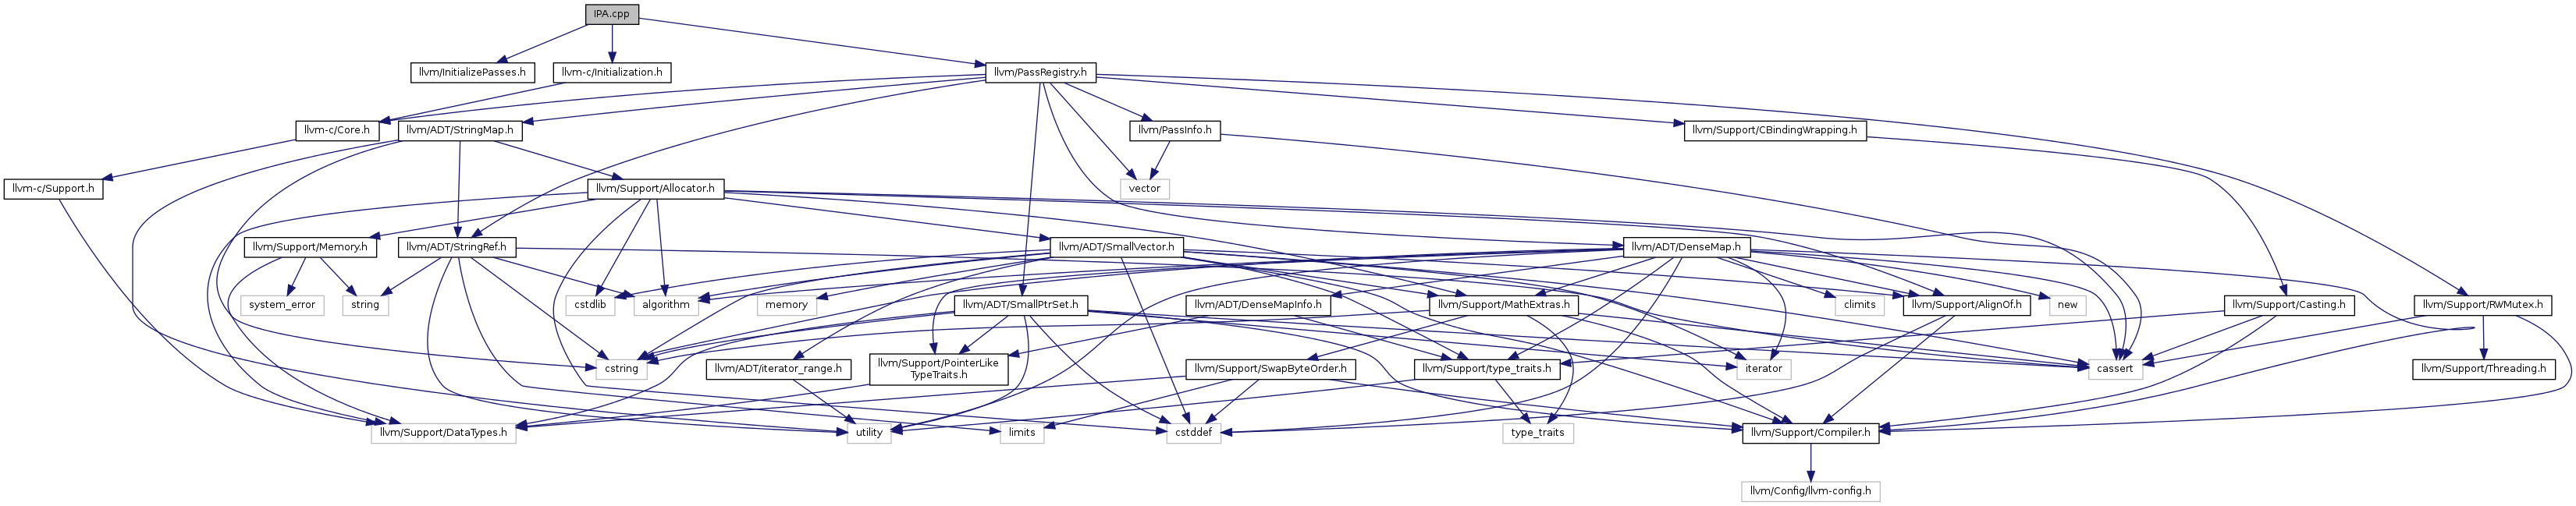 IPA.cpp
llvm/InitializePasses.h
llvm-c/Initialization.h
llvm/PassRegistry.h
llvm-c/Core.h
llvm/ADT/StringMap.h
llvm/PassInfo.h
llvm/Support/CBindingWrapping.h
llvm-c/Support.h
llvm/Support/Allocator.h
vector
llvm/Support/Memory.h
llvm/ADT/StringRef.h
llvm/ADT/SmallVector.h
llvm/ADT/DenseMap.h
system_error
string
cstdlib
algorithm
memory
llvm/ADT/SmallPtrSet.h
llvm/ADT/DenseMapInfo.h
llvm/Support/MathExtras.h
climits
llvm/Support/AlignOf.h
new
llvm/Support/Casting.h
llvm/Support/RWMutex.h
cstring
llvm/ADT/iterator_range.h
llvm/Support/PointerLike
TypeTraits.h
llvm/Support/SwapByteOrder.h
llvm/Support/type_traits.h
iterator
cassert
llvm/Support/Threading.h
llvm/Support/DataTypes.h
utility
limits
cstddef
type_traits
llvm/Support/Compiler.h
llvm/Config/llvm-config.h